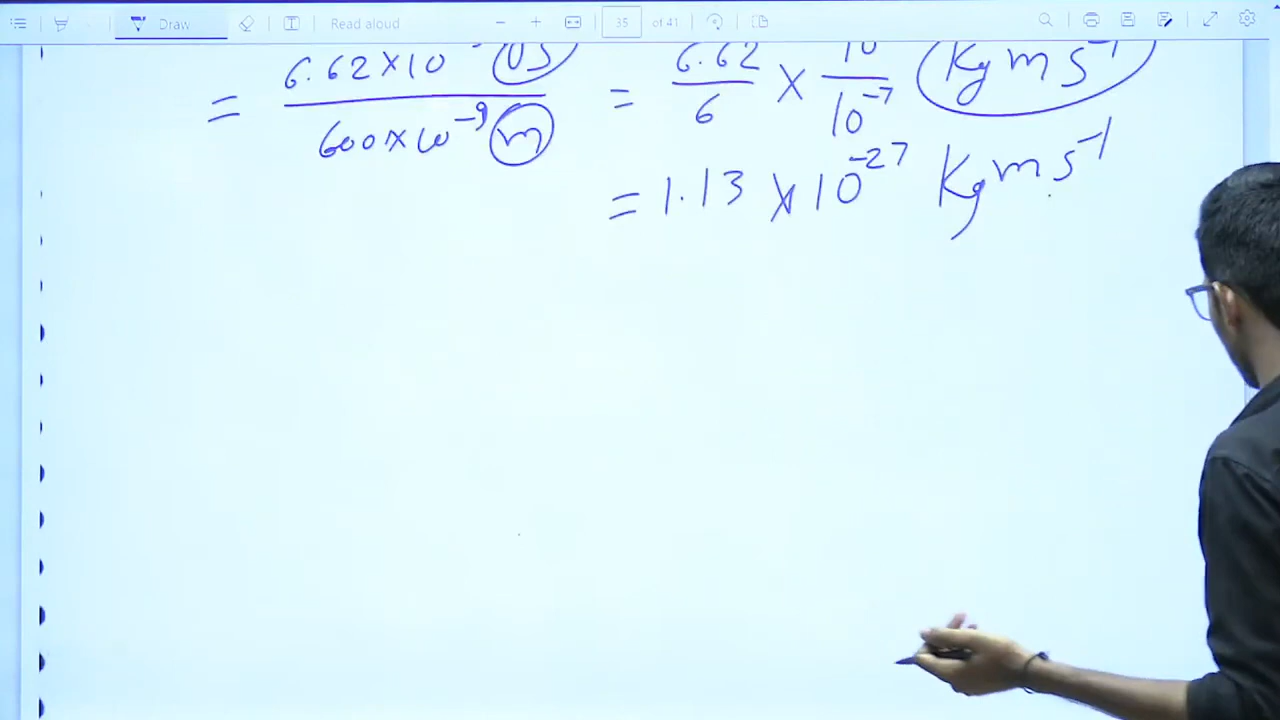 Draw Read aloud 35 of 41
= 6.62×10 (JS) / 600×10⁻⁹ (m) = 6.62 / 6 × 10 / 10⁻⁷ (Kg m s⁻¹)
= 1.13 × 10⁻²⁷ Kg m s⁻¹